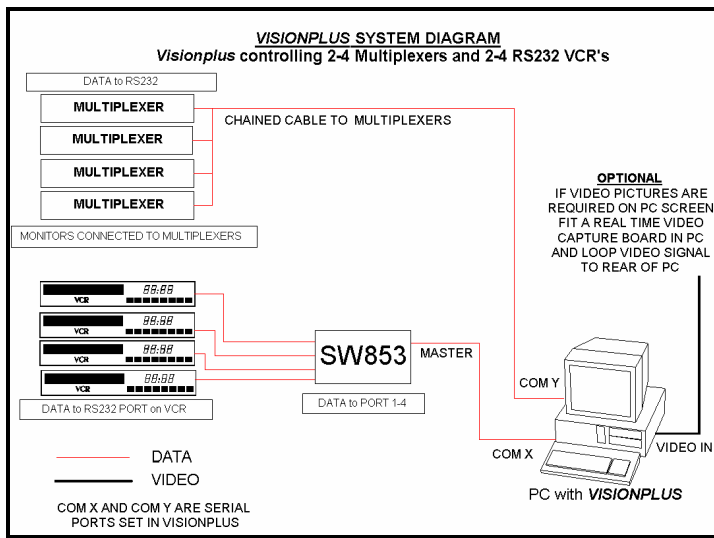 VISIONPLUS SYSTEM DIAGRAM
Visionplus controlling 2-4 Multiplexers and 2-4 RS232 VCR's
DATA to RS232
MULTIPLEXER
MULTIPLEXER
MULTIPLEXER
MULTIPLEXER
CHAINED CABLE TO MULTIPLEXERS
MONITORS CONNECTED TO MULTIPLEXERS
OPTIONAL
IF VIDEO PICTURES ARE
REQUIRED ON PC SCREEN
FIT A REAL TIME VIDEO
CAPTURE BOARD IN PC
AND LOOP VIDEO SIGNAL
TO REAR OF PC
88:88
VCR
88:88
VCR
88:88
VCR
88:88
VCR
DATA to RS232 PORT on VCR
SW853
MASTER
DATA to PORT 1-4
COM Y
COM X
VIDEO IN
PC with VISIONPLUS
DATA
VIDEO
COM X AND COM Y ARE SERIAL
PORTS SET IN VISIONPLUS